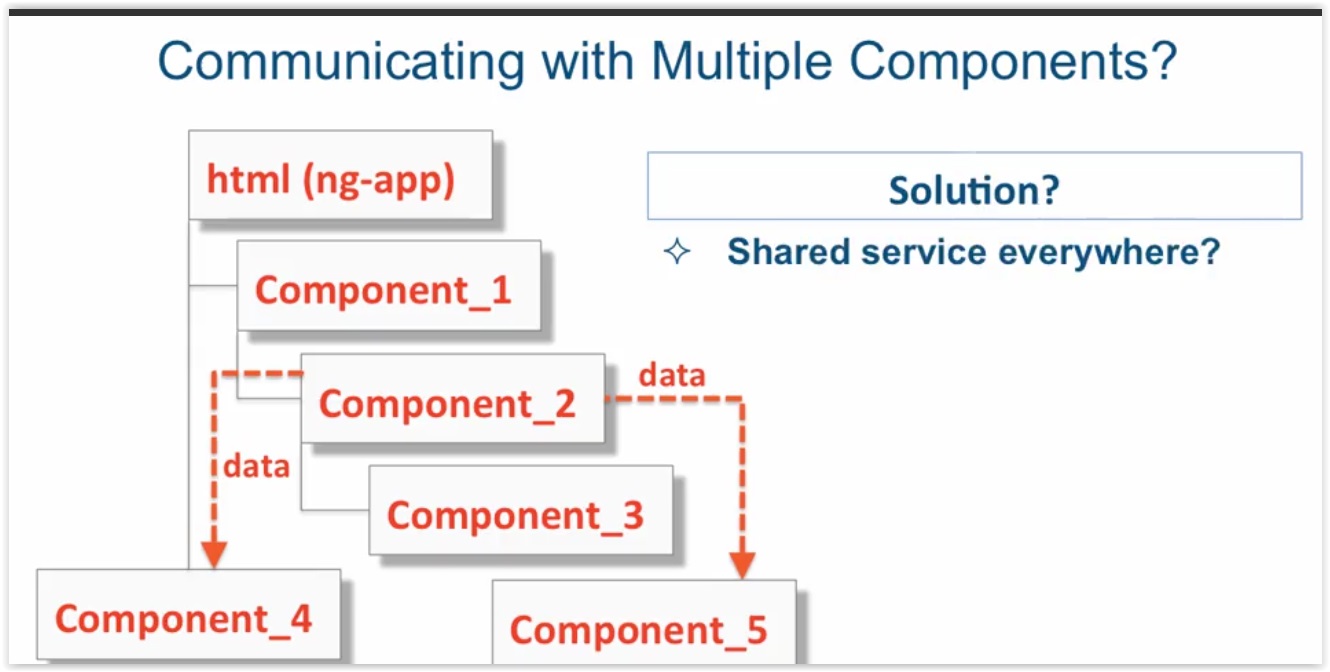 Communicating with Multiple Components?
html (ng-app)
Solution?
✧ Shared service everywhere?
Component_1
Component_2
data
data
Component_3
Component_4
Component_5